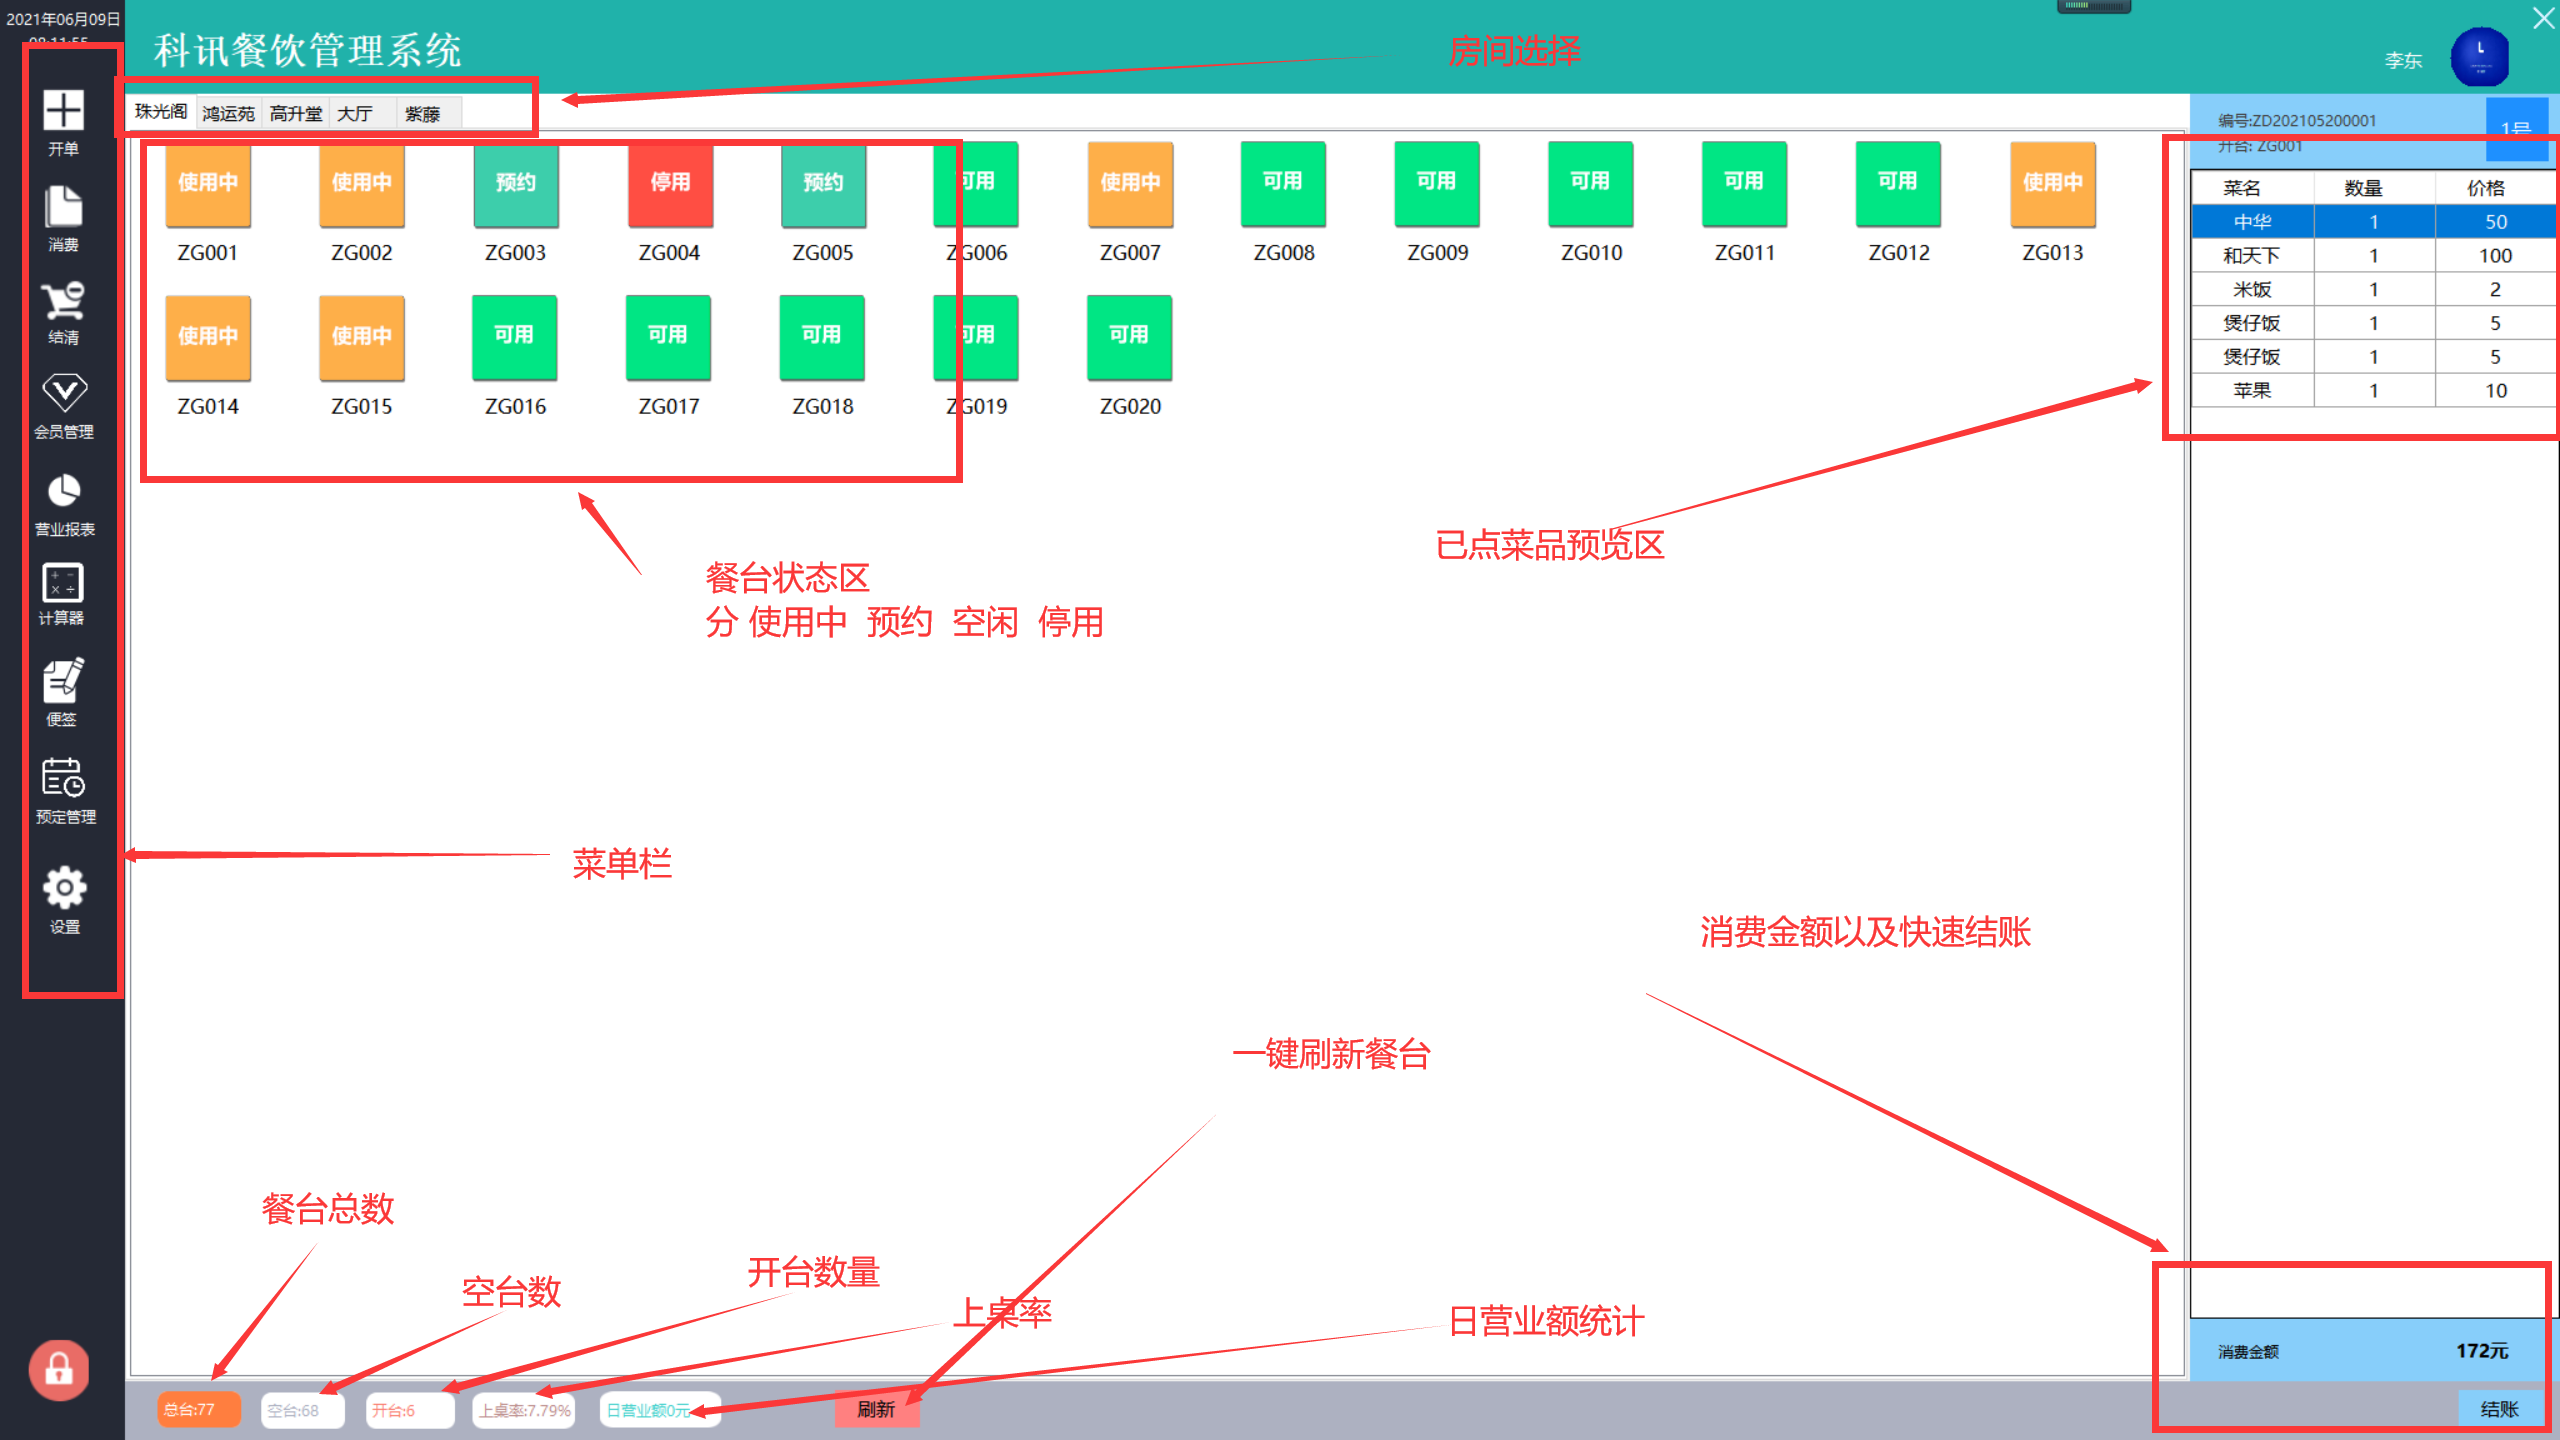 2021年06月09日
08:11:55
科讯餐饮管理系统
房间选择
李东
珠光阁 鸿运苑 高升堂 大厅 紫藤
编号:ZD202105200001
1号
开台: ZG001
开单
消费
结清
会员管理
营业报表
计算器
便签
预定管理
设置
使用中 使用中 预约 停用 预约 可用 使用中 可用 可用 可用 可用 可用 使用中
ZG001 ZG002 ZG003 ZG004 ZG005 ZG006 ZG007 ZG008 ZG009 ZG010 ZG011 ZG012 ZG013
使用中 使用中 可用 可用 可用 可用 可用
ZG014 ZG015 ZG016 ZG017 ZG018 ZG019 ZG020
菜名 数量 价格
中华 1 50
和天下 1 100
米饭 1 2
煲仔饭 1 5
煲仔饭 1 5
苹果 1 10
已点菜品预览区
餐台状态区
分 使用中 预约 空闲 停用
菜单栏
消费金额以及快速结账
一键刷新餐台
餐台总数
空台数
开台数量
上桌率
日营业额统计
消费金额 172元
总台:77 空台:68 开台:6 上桌率:7.79% 日营业额0元 刷新 结账